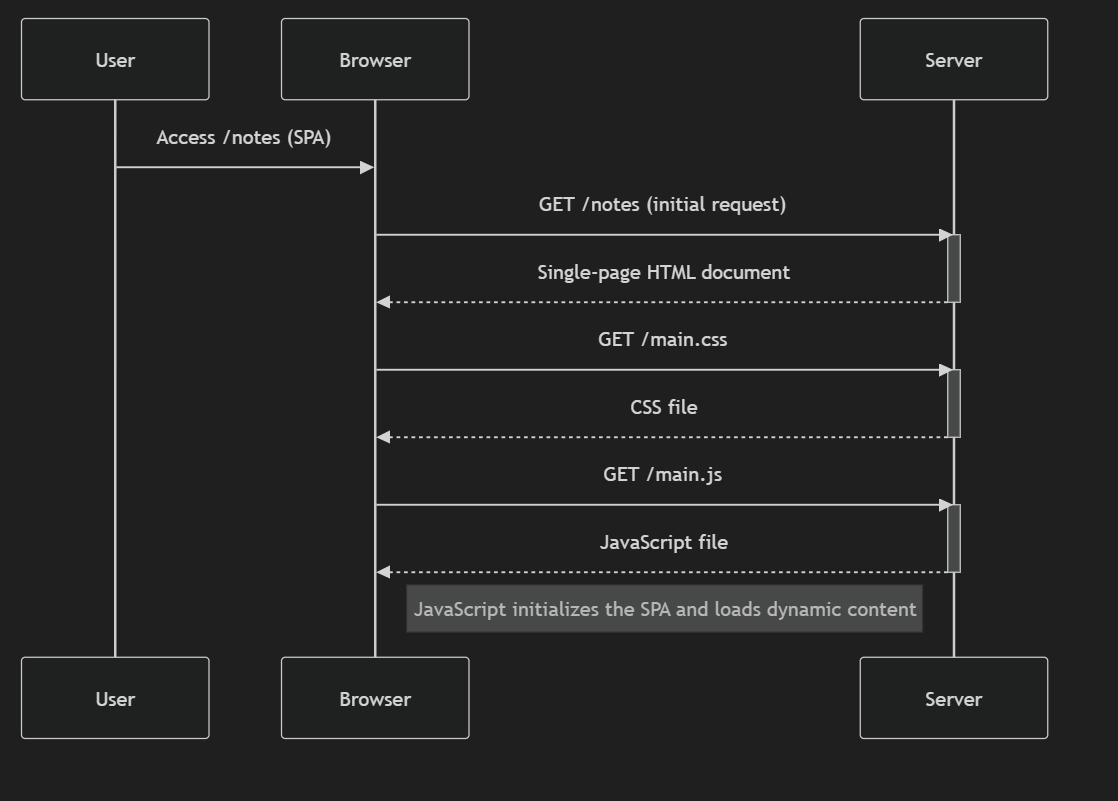 User
Browser
Server
Access /notes (SPA)
GET /notes (initial request)
Single-page HTML document
GET /main.css
CSS file
GET /main.js
JavaScript file
JavaScript initializes the SPA and loads dynamic content
User
Browser
Server